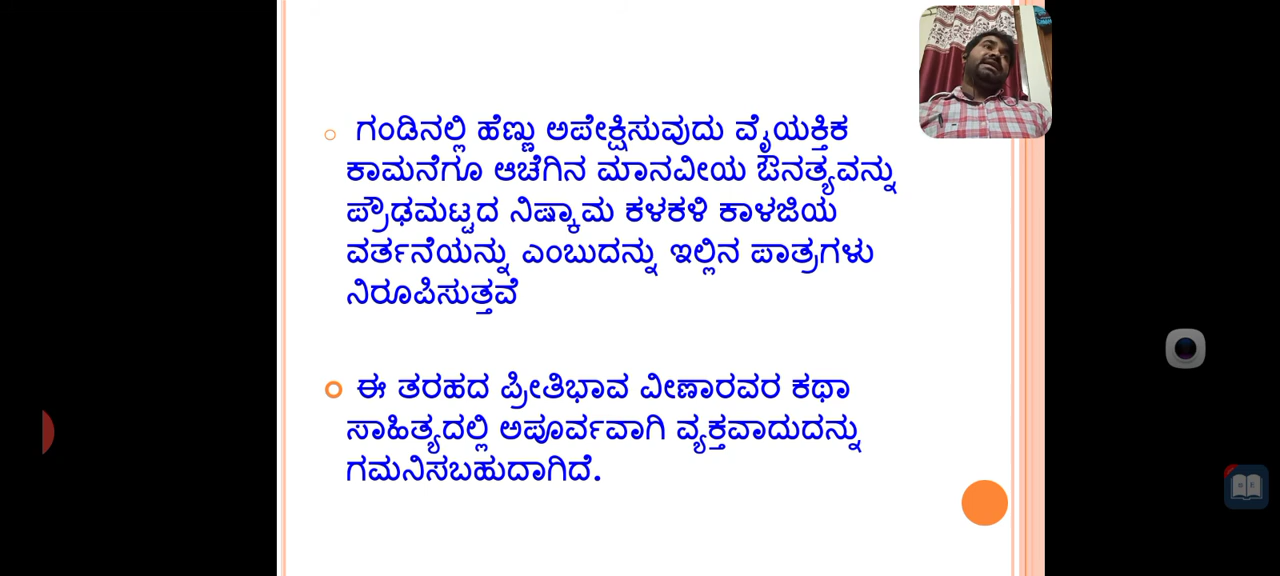 ಗಂಡಿನಲ್ಲಿ ಹೆಣ್ಣು ಅಪೇಕ್ಷಿಸುವುದು ವೈಯಕ್ತಿಕ
ಕಾಮನೆಗೂ ಆಚೆಗಿನ ಮಾನವೀಯ ಔನತ್ಯವನ್ನು
ಪ್ರೌಢಮಟ್ಟದ ನಿಷ್ಕಾಮ ಕಳಕಳಿ ಕಾಳಜಿಯ
ವರ್ತನೆಯನ್ನು ಎಂಬುದನ್ನು ಇಲ್ಲಿನ ಪಾತ್ರಗಳು
ನಿರೂಪಿಸುತ್ತವೆ
ಈ ತರಹದ ಪ್ರೀತಿಭಾವ ವೀಣಾರವರ ಕಥಾ
ಸಾಹಿತ್ಯದಲ್ಲಿ ಅಪೂರ್ವವಾಗಿ ವ್ಯಕ್ತವಾದುದನ್ನು
ಗಮನಿಸಬಹುದಾಗಿದೆ.